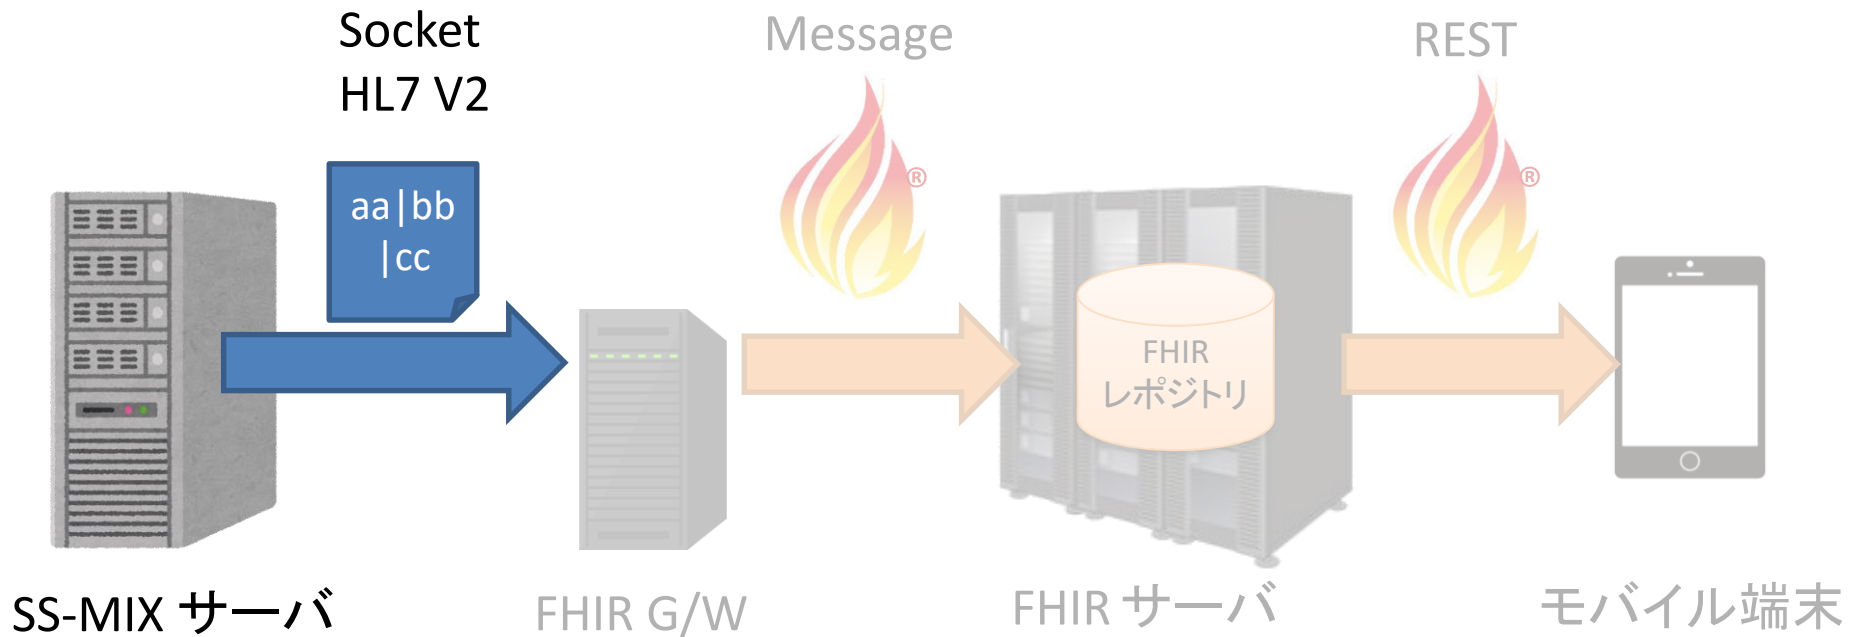 Socket
HL7 V2
aa|bb
|cc
Message
®
REST
®
FHIR
レポジトリ
SS-MIX サーバ
FHIR G/W
FHIR サーバ
モバイル端末